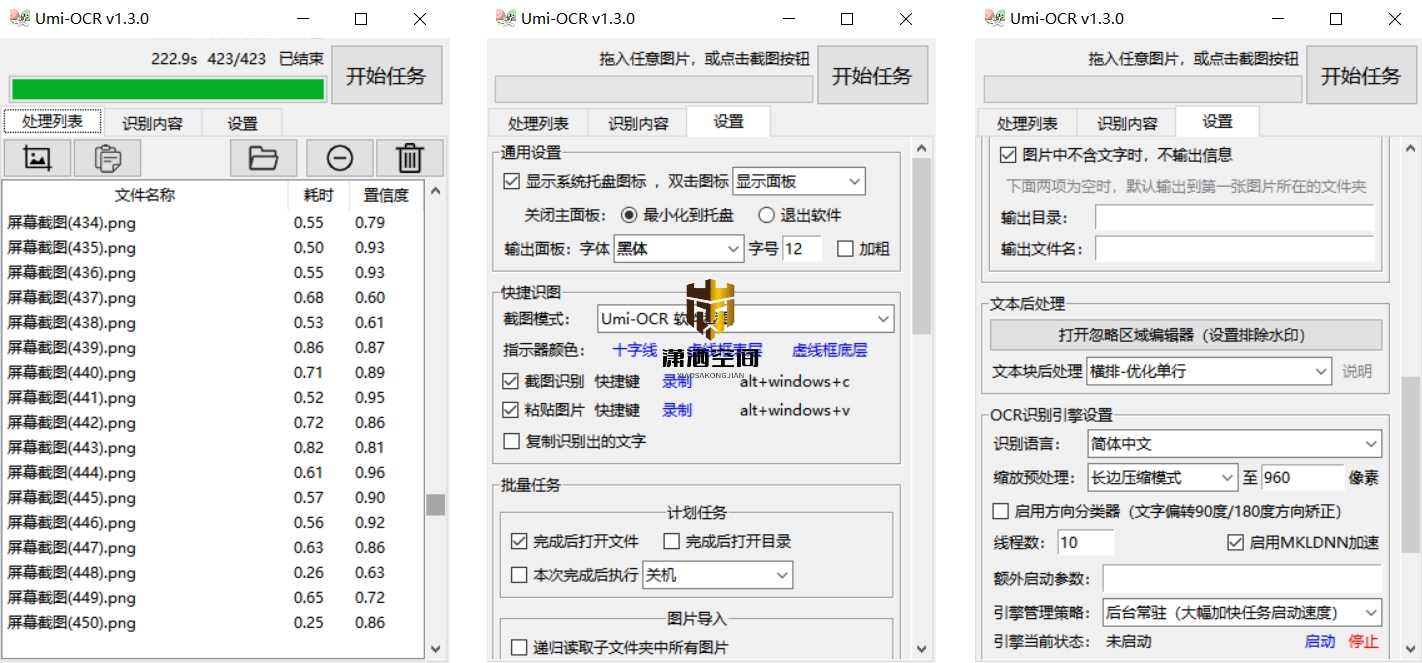 Umi-OCR v1.3.0
222.9s 423/423 已结束
开始任务
处理列表 识别内容 设置
文件名称 耗时 置信度
屏幕截图(434).png 0.55 0.79
屏幕截图(435).png 0.50 0.93
屏幕截图(436).png 0.55 0.93
屏幕截图(437).png 0.68 0.60
屏幕截图(438).png 0.53 0.61
屏幕截图(439).png 0.86 0.87
屏幕截图(440).png 0.71 0.89
屏幕截图(441).png 0.52 0.95
屏幕截图(442).png 0.72 0.86
屏幕截图(443).png 0.82 0.81
屏幕截图(444).png 0.61 0.96
屏幕截图(445).png 0.57 0.90
屏幕截图(446).png 0.56 0.92
屏幕截图(447).png 0.63 0.86
屏幕截图(448).png 0.26 0.63
屏幕截图(449).png 0.65 0.72
屏幕截图(450).png 0.25 0.86
Umi-OCR v1.3.0
拖入任意图片，或点击截图按钮
开始任务
处理列表 识别内容 设置
通用设置
显示系统托盘图标 ，双击图标 显示面板
关闭主面板： 最小化到托盘 退出软件
输出面板：字体 黑体 字号 12 加粗
快捷识图
截图模式： Umi-OCR 软
指示器颜色： 十字线 虚线框表层 虚线框底层
潇洒空间
XIAOSAKONGJIAN
截图识别 快捷键 录制 alt+windows+c
粘贴图片 快捷键 录制 alt+windows+v
复制识别出的文字
批量任务
计划任务
完成后打开文件 完成后打开目录
本次完成后执行 关机
图片导入
递归读取子文件夹中所有图片
Umi-OCR v1.3.0
拖入任意图片，或点击截图按钮
开始任务
处理列表 识别内容 设置
图片中不含文字时，不输出信息
下面两项为空时，默认输出到第一张图片所在的文件夹
输出目录：
输出文件名：
文本后处理
打开忽略区域编辑器（设置排除水印）
文本块后处理 横排-优化单行 说明
OCR识别引擎设置
识别语言： 简体中文
缩放预处理： 长边压缩模式 至 960 像素
启用方向分类器（文字偏转90度/180度方向矫正）
线程数： 10 启用MKLDNN加速
额外启动参数：
引擎管理策略： 后台常驻（大幅加快任务启动速度）
引擎当前状态： 未启动 启动 停止